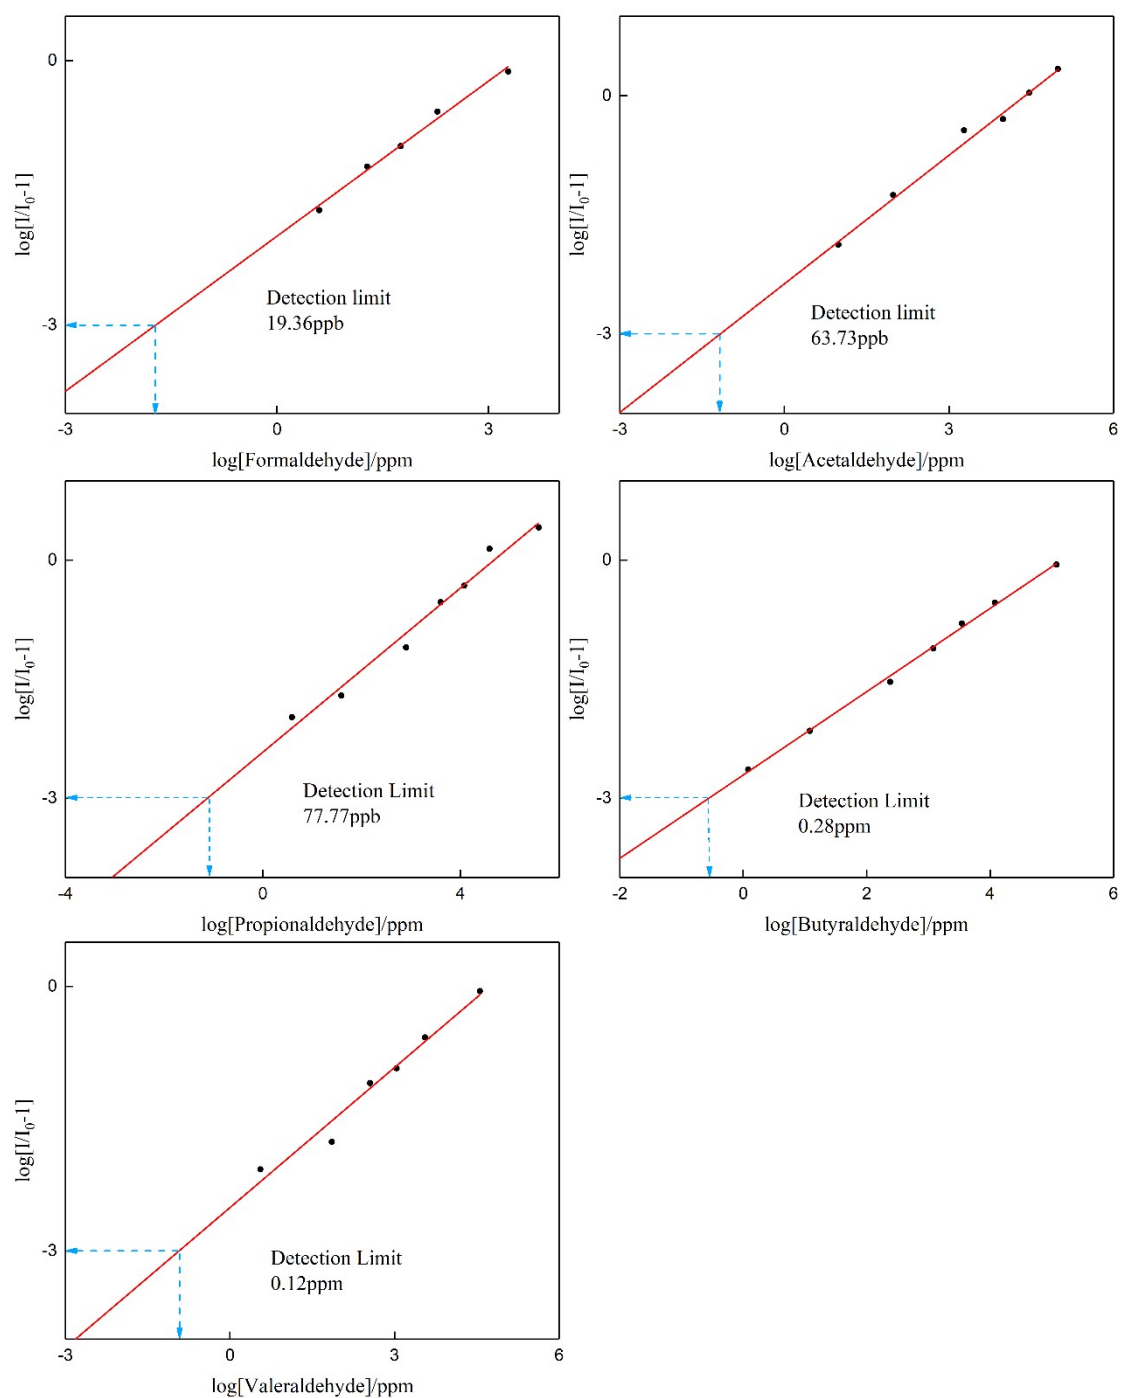 0
-3
log[I/I₀-1]
Detection limit
19.36ppb
-3 0 3
log[Formaldehyde]/ppm
0
-3
log[I/I₀-1]
Detection limit
63.73ppb
-3 0 3 6
log[Acetaldehyde]/ppm
0
-3
log[I/I₀-1]
Detection Limit
77.77ppb
-4 0 4
log[Propionaldehyde]/ppm
0
-3
log[I/I₀-1]
Detection Limit
0.28ppm
-2 0 2 4 6
log[Butyraldehyde]/ppm
0
-3
log[I/I₀-1]
Detection Limit
0.12ppm
-3 0 3 6
log[Valeraldehyde]/ppm